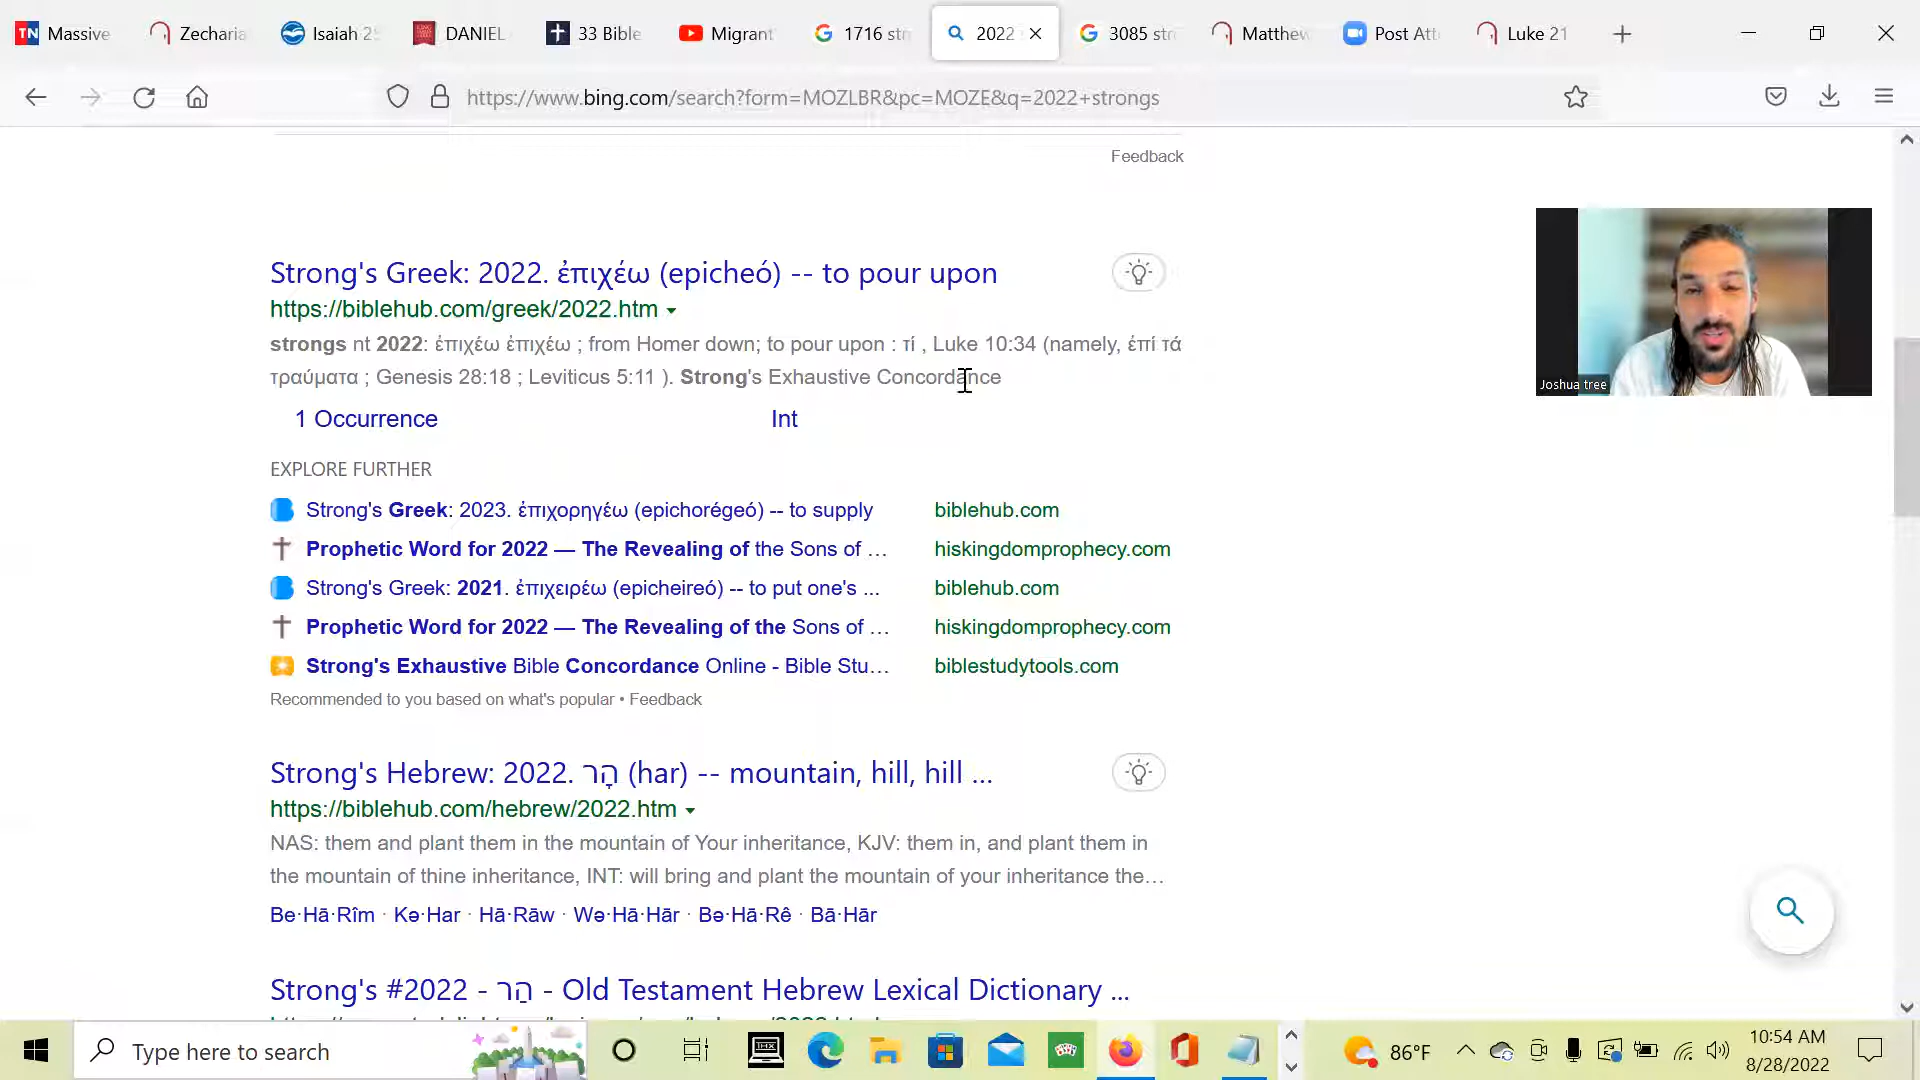 Massive
Zecharia
Isaiah 2
DANIEL
33 Bible
Migrant
1716 str
2022
3085 str
Matthew
Post Att
Luke 21
https://www.bing.com/search?form=MOZLBR&pc=MOZE&q=2022+strongs
Feedback
Strong's Greek: 2022. ἐπιχέω (epicheó) -- to pour upon
https://biblehub.com/greek/2022.htm
strongs nt 2022: ἐπιχέω ἐπιχέω ; from Homer down; to pour upon : τί , Luke 10:34 (namely, ἐπί τά
τραύματα ; Genesis 28:18 ; Leviticus 5:11 ). Strong's Exhaustive Concordance
1 Occurrence Int
EXPLORE FURTHER
Strong's Greek: 2023. ἐπιχορηγέω (epichorégeó) -- to supply biblehub.com
Prophetic Word for 2022 — The Revealing of the Sons of … hiskingdomprophecy.com
Strong's Greek: 2021. ἐπιχειρέω (epicheireó) -- to put one's ... biblehub.com
Prophetic Word for 2022 — The Revealing of the Sons of … hiskingdomprophecy.com
Strong's Exhaustive Bible Concordance Online - Bible Stu… biblestudytools.com
Recommended to you based on what's popular • Feedback
Strong's Hebrew: 2022. הָר (har) -- mountain, hill, hill ...
https://biblehub.com/hebrew/2022.htm
NAS: them and plant them in the mountain of Your inheritance, KJV: them in, and plant them in
the mountain of thine inheritance, INT: will bring and plant the mountain of your inheritance the…
Be·Hā·Rîm · Kə·Har · Hā·Rāw · Wə·Hā·Hār · Bə·Hā·Rê · Bā·Hār
Strong's #2022 - הַר - Old Testament Hebrew Lexical Dictionary ...
Joshua tree
Type here to search
86°F
10:54 AM
8/28/2022